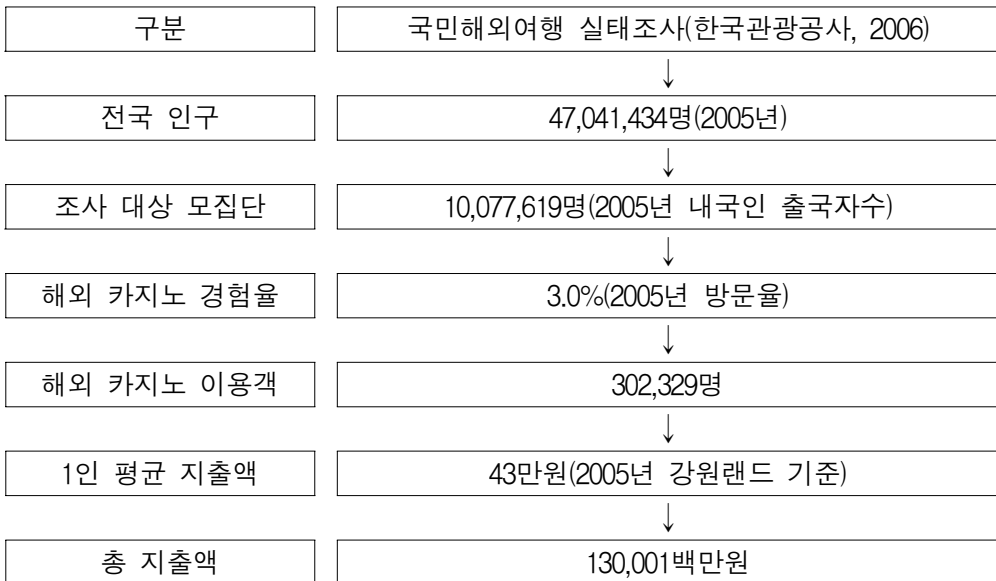 구분 국민해외여행 실태조사(한국관광공사, 2006)
↓
전국 인구 47,041,434명(2005년)
↓
조사 대상 모집단 10,077,619명(2005년 내국인 출국자수)
↓
해외 카지노 경험율 3.0%(2005년 방문율)
↓
해외 카지노 이용객 302,329명
↓
1인 평균 지출액 43만원(2005년 강원랜드 기준)
↓
총 지출액 130,001백만원